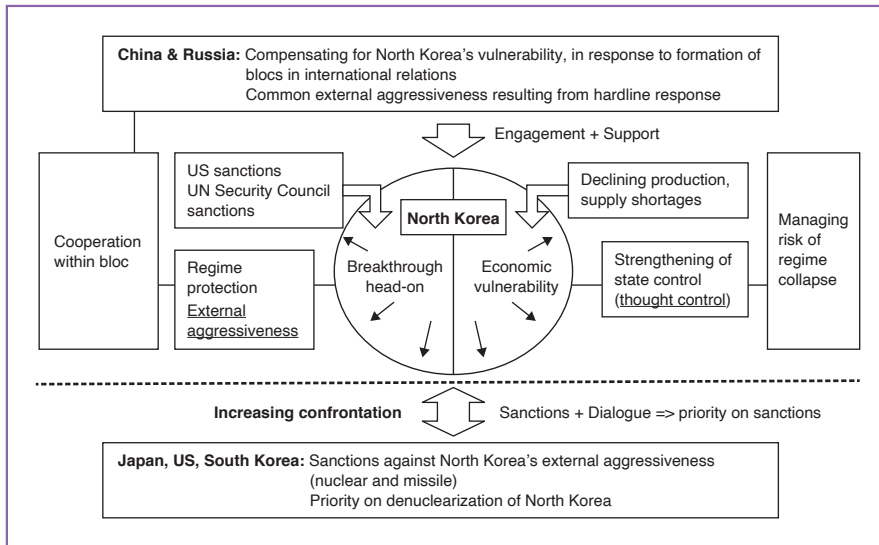 China & Russia: Compensating for North Korea’s vulnerability, in response to formation of
blocs in international relations
Common external aggressiveness resulting from hardline response
Engagement + Support
Cooperation
within bloc
US sanctions
UN Security Council
sanctions
Regime
protection
External
aggressiveness
North Korea
Breakthrough
head-on
Economic
vulnerability
Declining production,
supply shortages
Strengthening of
state control
(thought control)
Managing
risk of
regime
collapse
Increasing confrontation
Sanctions + Dialogue => priority on sanctions
Japan, US, South Korea: Sanctions against North Korea’s external aggressiveness
(nuclear and missile)
Priority on denuclearization of North Korea